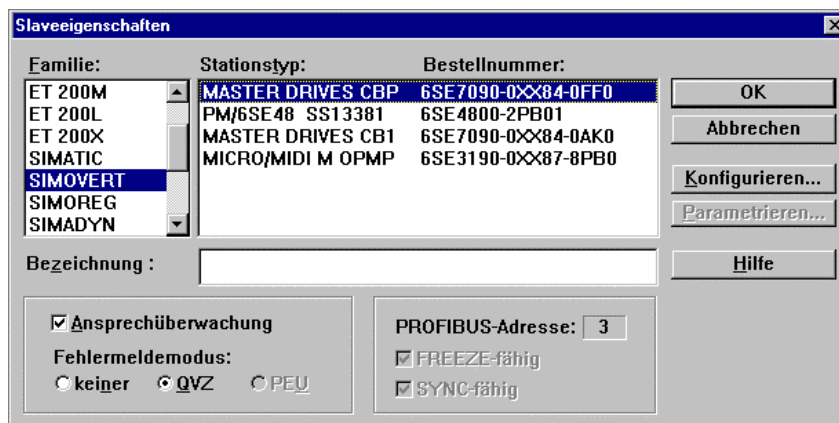 Slaveeigenschaften
Familie:
ET 200M
ET 200L
ET 200X
SIMATIC
SIMOVERT
SIMOREG
SIMADYN
Stationstyp: Bestellnummer:
MASTER DRIVES CBP 6SE7090-0XX84-0FF0
PM/6SE48 SS13381 6SE4800-2PB01
MASTER DRIVES CB1 6SE7090-0XX84-0AK0
MICRO/MIDI M OPMP 6SE3190-0XX87-8PB0
OK
Abbrechen
Konfigurieren...
Parametrieren...
Hilfe
Bezeichnung :
Ansprechüberwachung
Fehlermeldemodus:
keiner QVZ PEU
PROFIBUS-Adresse: 3
FREEZE-fähig
SYNC-fähig